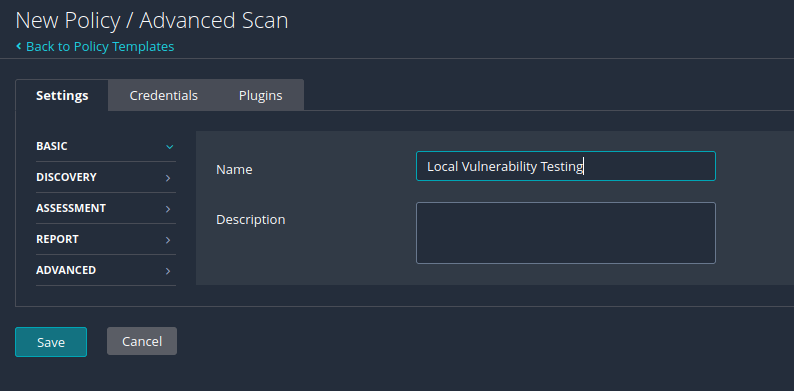 New Policy / Advanced Scan
Back to Policy Templates
Settings Credentials Plugins
BASIC
DISCOVERY
ASSESSMENT
REPORT
ADVANCED
Name Local Vulnerability Testing
Description
Save Cancel